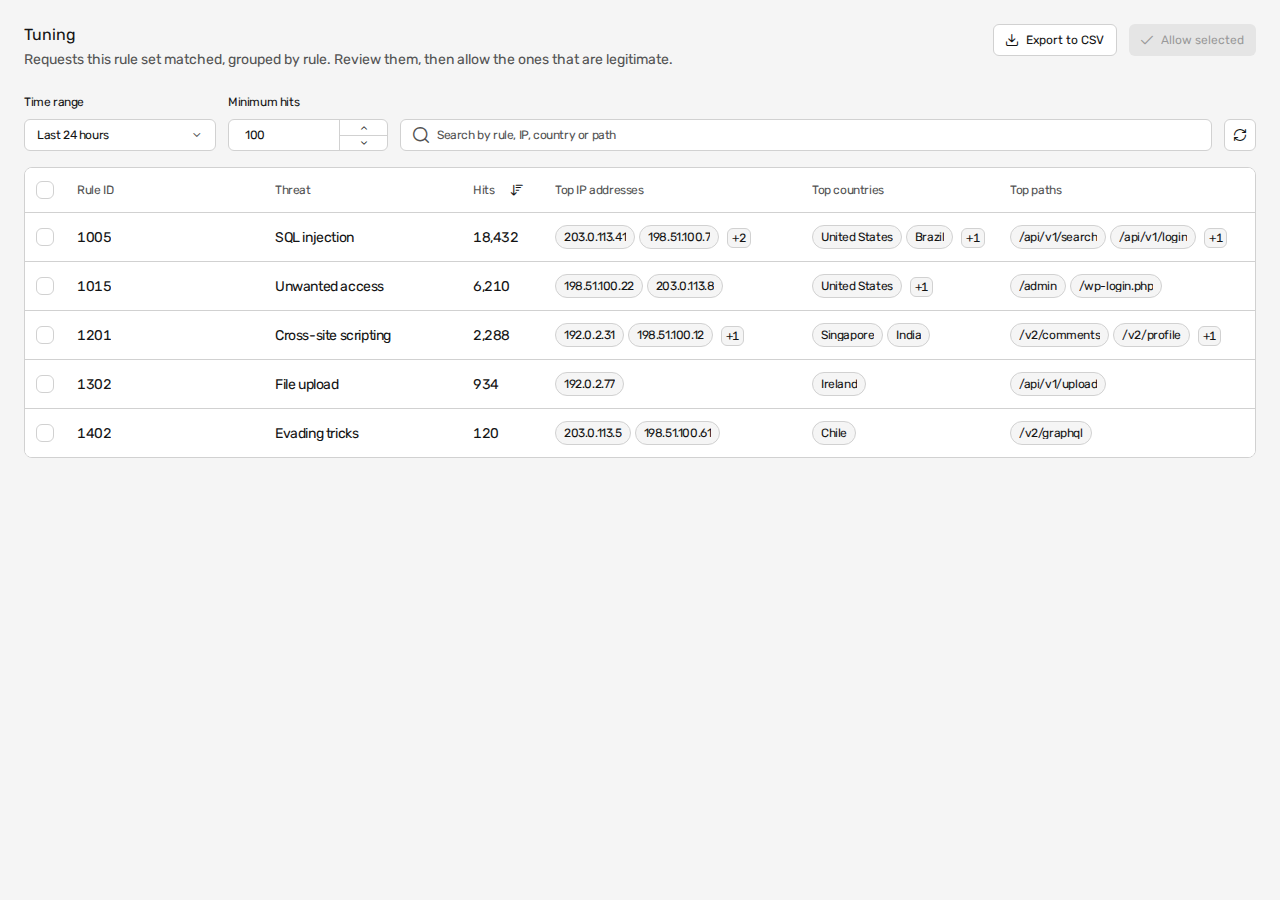 Tuning
Requests this rule set matched, grouped by rule. Review them, then allow the ones that are legitimate.
Export to CSV
Allow selected
Time range
Minimum hits
Last 24 hours
100
Search by rule, IP, country or path
Rule ID Threat Hits Top IP addresses Top countries Top paths
1005 SQL injection 18,432 203.0.113.41 198.51.100.7 +2 United States Brazil +1 /api/v1/search /api/v1/login +1
1015 Unwanted access 6,210 198.51.100.22 203.0.113.8 United States +1 /admin /wp-login.php
1201 Cross-site scripting 2,288 192.0.2.31 198.51.100.12 +1 Singapore India /v2/comments /v2/profile +1
1302 File upload 934 192.0.2.77 Ireland /api/v1/upload
1402 Evading tricks 120 203.0.113.5 198.51.100.61 Chile /v2/graphql